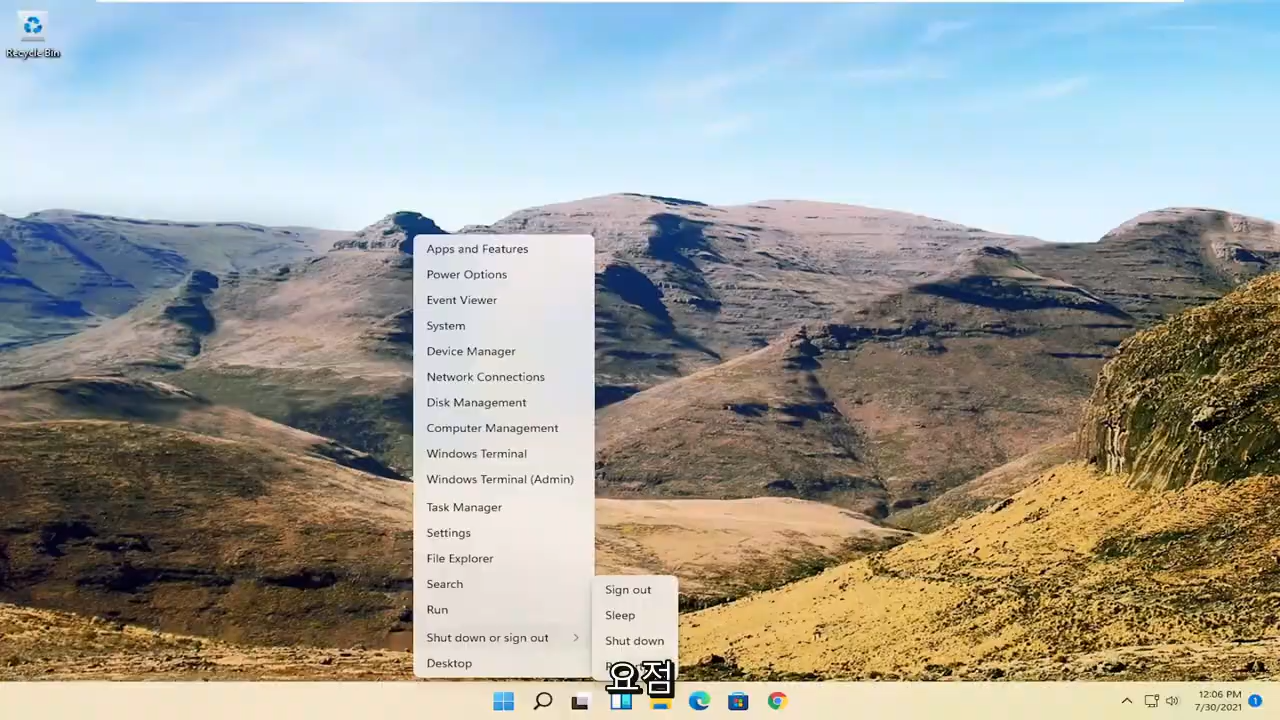 Recycle Bin
Apps and Features
Power Options
Event Viewer
System
Device Manager
Network Connections
Disk Management
Computer Management
Windows Terminal
Windows Terminal (Admin)
Task Manager
Settings
File Explorer
Search
Run
Shut down or sign out
Desktop
Sign out
Sleep
Shut down
요점
12:06 PM
7/30/2021
1